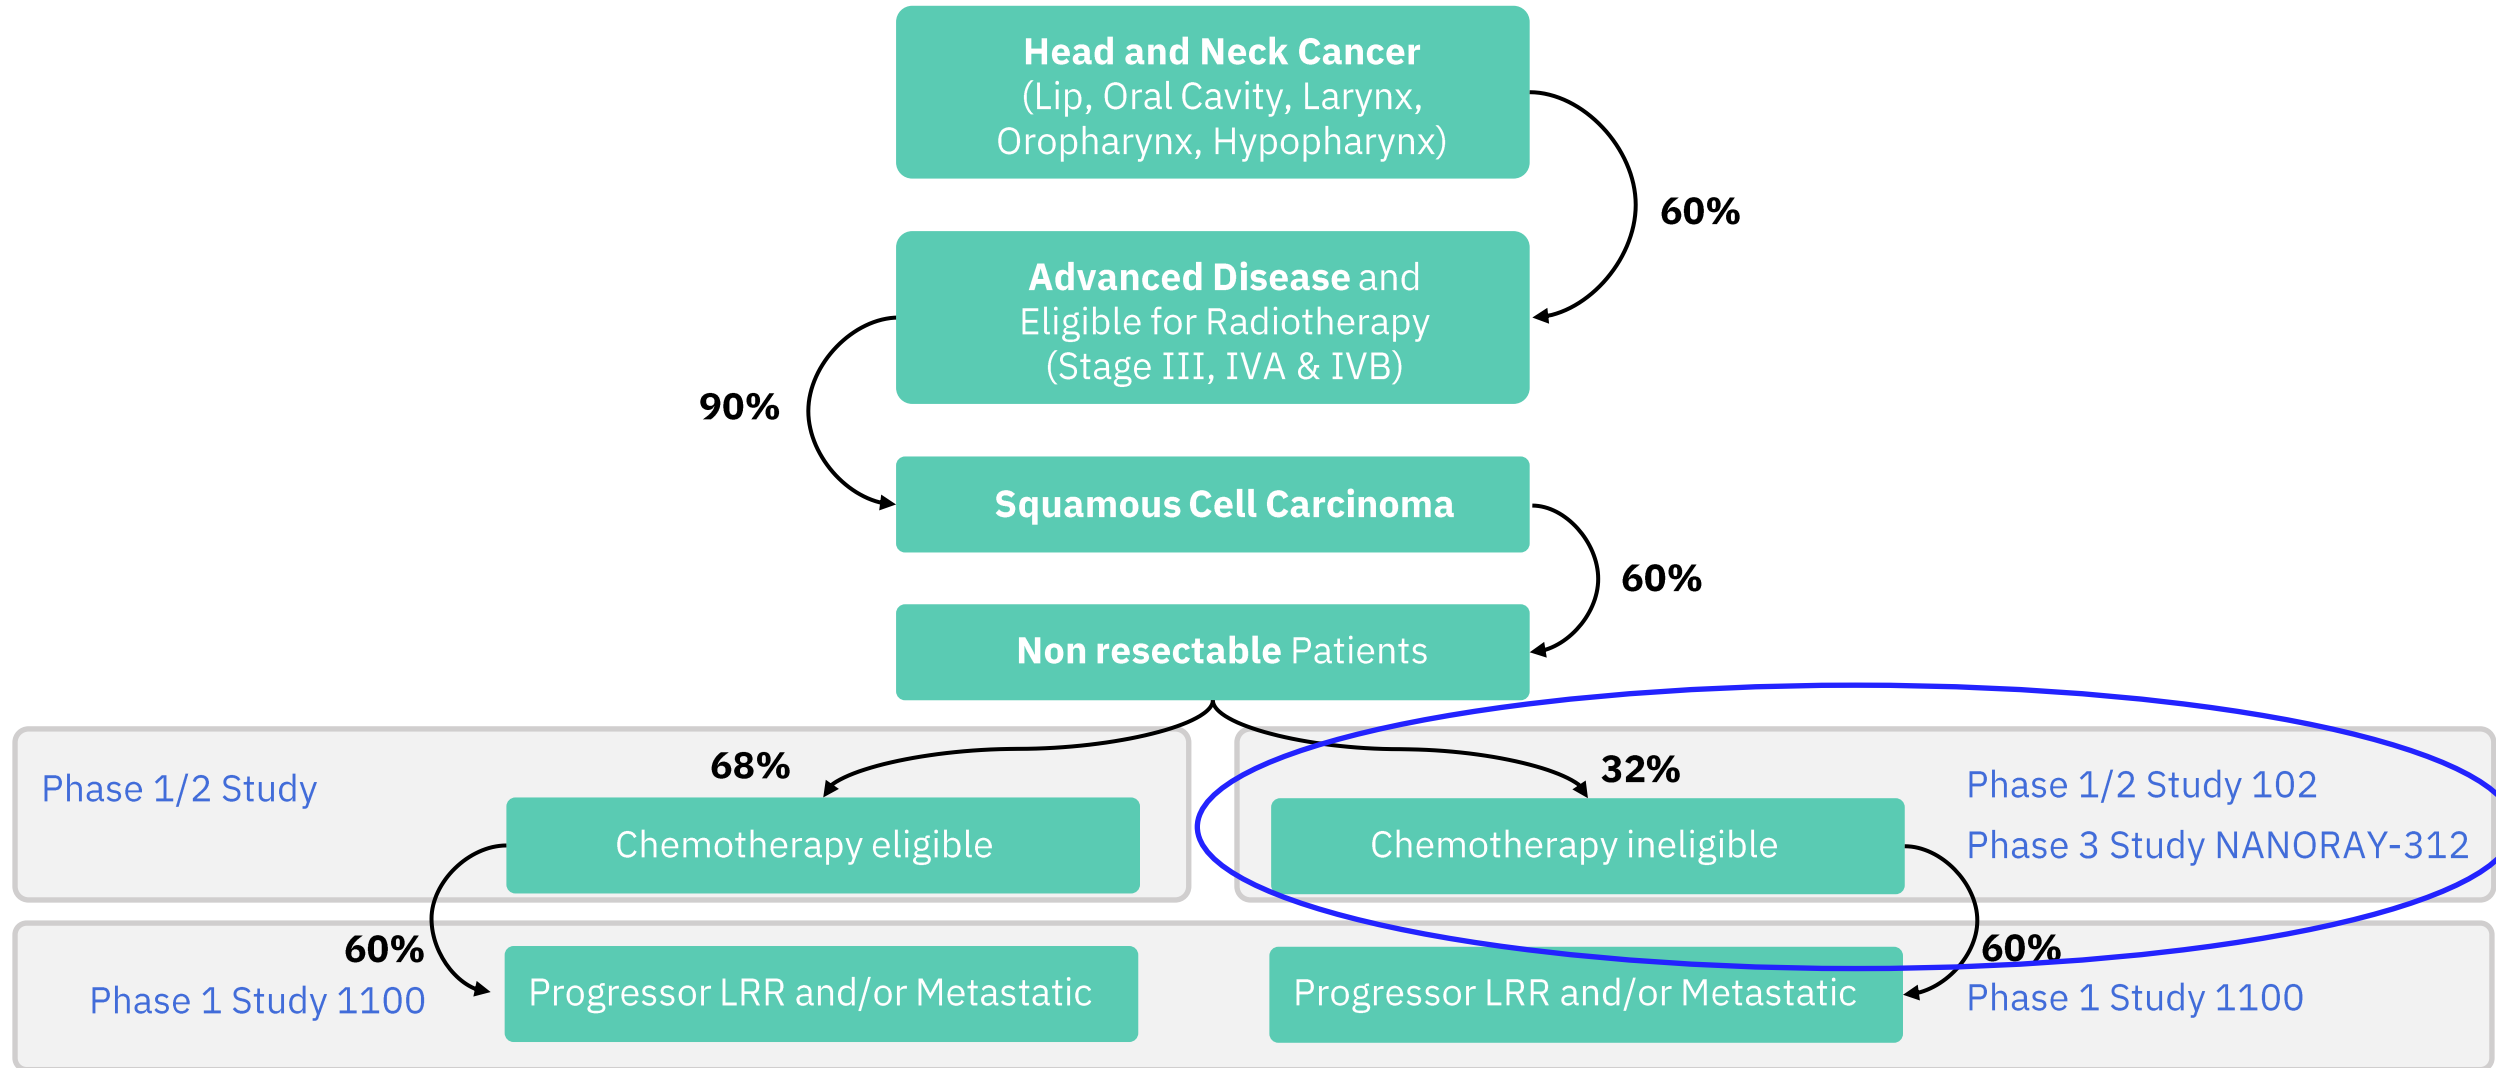 Head and Neck Cancer
(Lip, Oral Cavity, Larynx,
Oropharynx, Hypopharynx)
60%
Advanced Disease and
Eligible for Radiotherapy
(Stage III, IVA & IVB)
90%
Squamous Cell Carcinoma
60%
Non reseectable Patients
68%
32%
Phase 1/2 Study
Chemotherapy eligible
Chemotherapy ineligible
Phase 1/2 Study 102
Phase 3 Study NANORAY-312
60%
60%
Phase 1 Study 1100
Progressor LRR and/or Metastatic
Progressor LRR and/or Metastatic
Phase 1 Study 1100